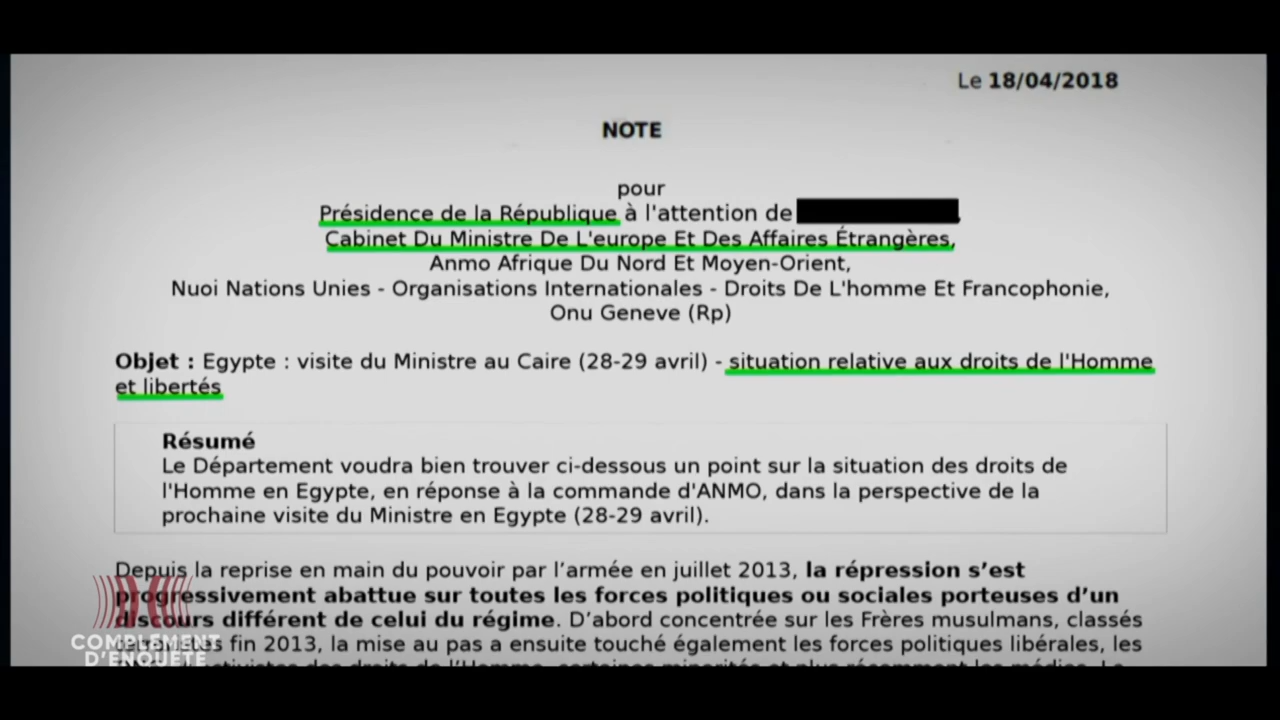 Le 18/04/2018
NOTE
pour
Présidence de la République à l'attention de
Cabinet Du Ministre De L'europe Et Des Affaires Étrangères,
Anmo Afrique Du Nord Et Moyen-Orient,
Nuoi Nations Unies - Organisations Internationales - Droits De L'homme Et Francophonie,
Onu Geneve (Rp)
Objet : Egypte : visite du Ministre au Caire (28-29 avril) - situation relative aux droits de l'Homme
et libertés
Résumé
Le Département voudra bien trouver ci-dessous un point sur la situation des droits de
l'Homme en Egypte, en réponse à la commande d'ANMO, dans la perspective de la
prochaine visite du Ministre en Egypte (28-29 avril).
Depuis la reprise en main du pouvoir par l’armée en juillet 2013, la répression s’est
progressivement abattue sur toutes les forces politiques ou sociales porteuses d’un
discours différent de celui du régime. D’abord concentrée sur les Frères musulmans, classés
fin 2013, la mise au pas a ensuite touché également les forces politiques libérales, les
COMPLÉMENT
D'ENQUÊTE